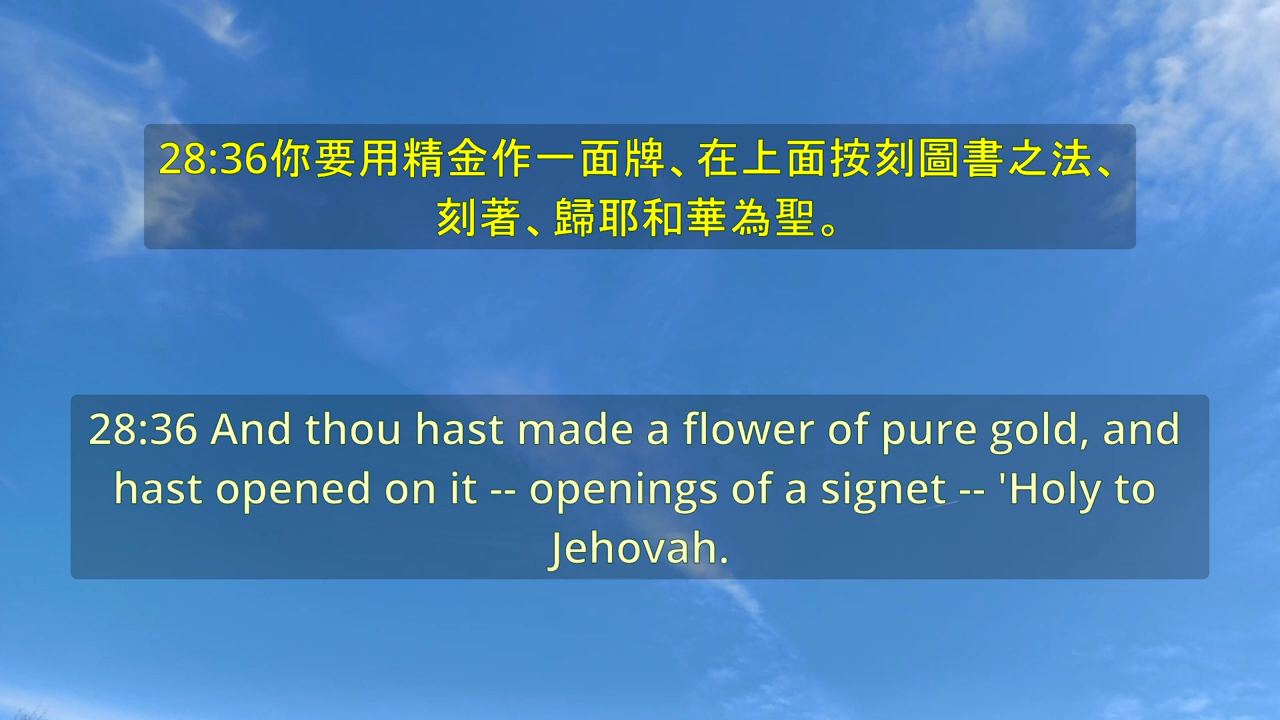 28:36你要用精金作一面牌、在上面按刻圖書之法、
刻著、歸耶和華為聖。
28:36 And thou hast made a flower of pure gold, and
hast opened on it -- openings of a signet -- 'Holy to
Jehovah.